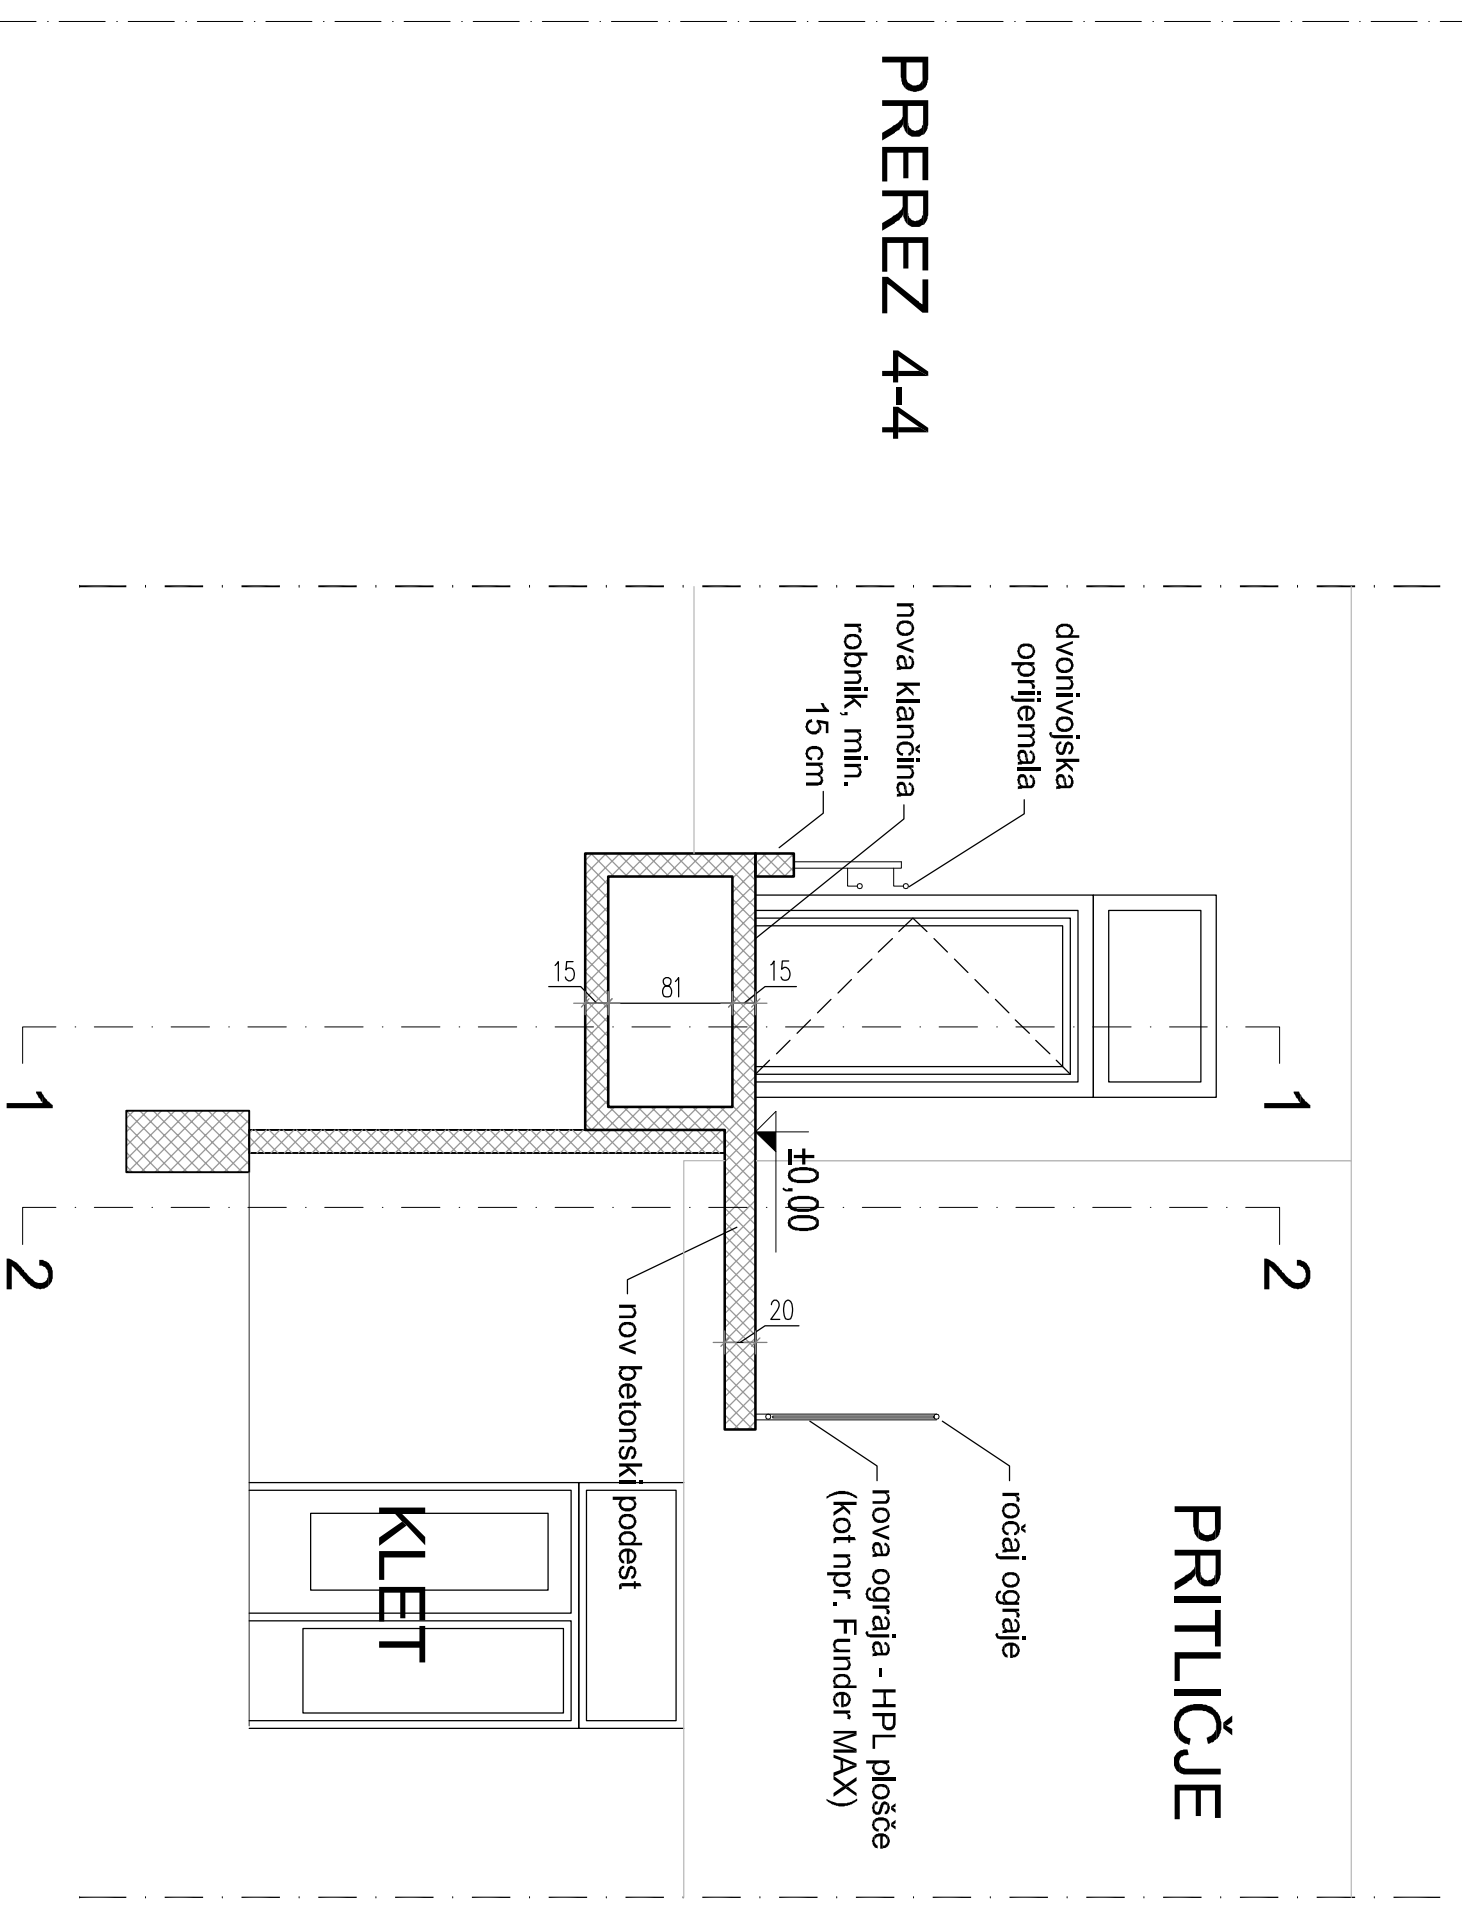 PREREZ 4-4
PRITLIČJE
dvonivojska
oprijemala
nova klančina
robnik, min.
15 cm
ročaj ograje
nova ograja - HPL plošče
(kot npr. Funder MAX)
±0,00
15
81
15
20
nov betonski podest
KLET
1
2
1
2